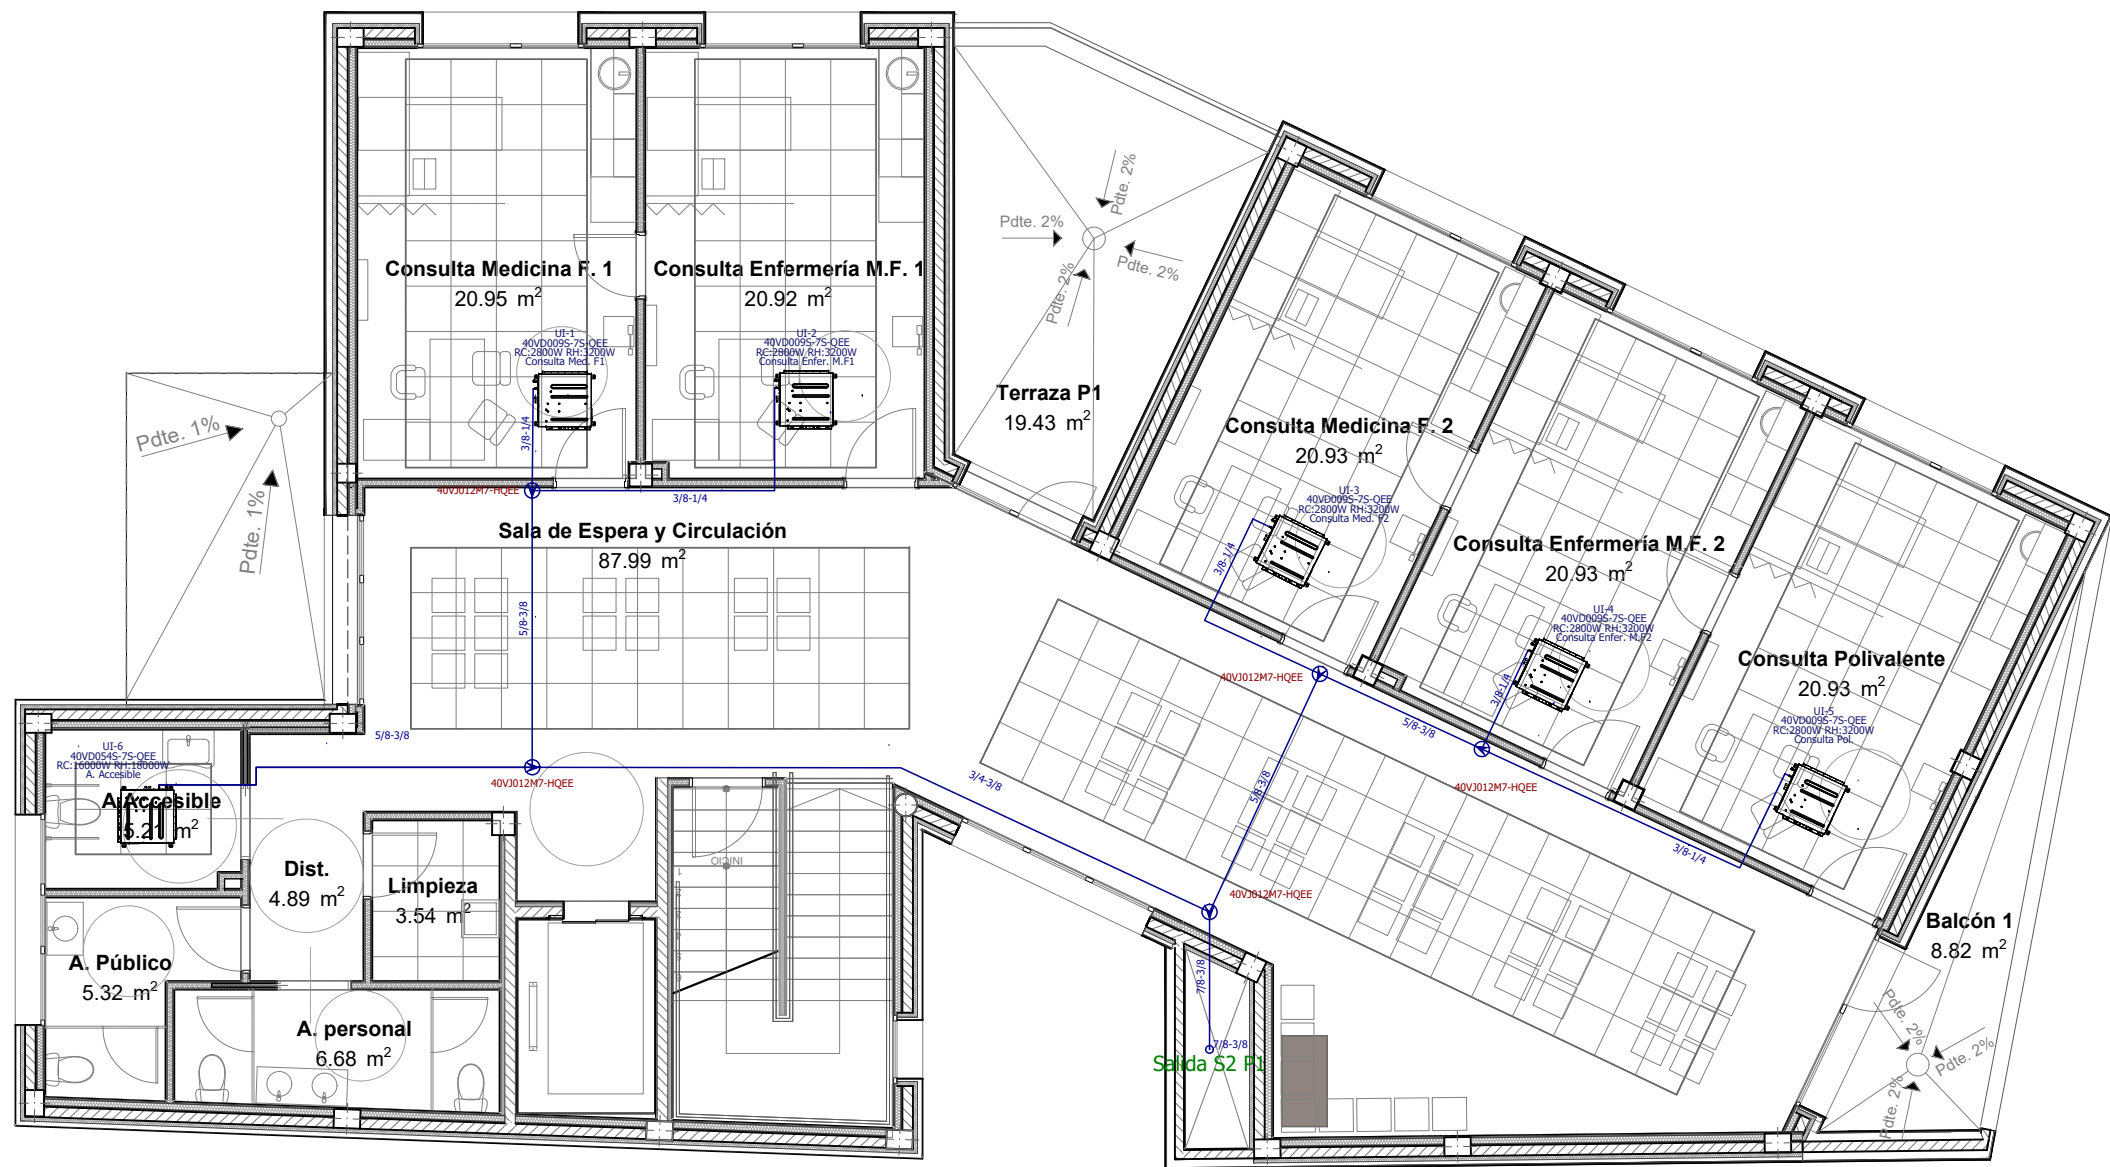 Consulta Medicina F. 1
20.95 m²
UI-1
40VD009S-7S-QEE
RC:2800W RH:3200W
Consulta Med. F1
3/8-1/4
Consulta Enfermería M.F. 1
20.92 m²
UI-2
40VD009S-7S-QEE
RC:2800W RH:3200W
Consulta Enfer. M.F1
40VJ012M7-HQEE
3/8-1/4
Pdte. 2%
Pdte. 2%
Pdte. 2%
Pdte. 2%
Terraza P1
19.43 m²
Pdte. 1%
Pdte. 1%
Sala de Espera y Circulación
87.99 m²
5/8-3/8
Consulta Medicina F. 2
20.93 m²
UI-3
40VD009S-7S-QEE
RC:2800W RH:3200W
Consulta Med. F2
3/8-1/4
Consulta Enfermería M.F. 2
20.93 m²
UI-4
40VD009S-7S-QEE
RC:2800W RH:3200W
Consulta Enfer. M.F2
3/8-1/4
Consulta Polivalente
20.93 m²
UI-5
40VD009S-7S-QEE
RC:2800W RH:3200W
Consulta Pol.
3/8-1/4
40VJ012M7-HQEE
5/8-3/8
40VJ012M7-HQEE
5/8-3/8
5/8-3/8
UI-6
40VD054S-7S-QEE
RC:16000W RH:18000W
A. Accesible
A.Accesible
5.21 m²
40VJ012M7-HQEE
3/4-3/8
Dist.
4.89 m²
Limpieza
3.54 m²
INICIO
A. Público
5.32 m²
A. personal
6.68 m²
40VJ012M7-HQEE
7/8-3/8
7/8-3/8
Salida S2 P1
Balcón 1
8.82 m²
Pdte. 2%
Pdte. 2%
Pdte. 2%